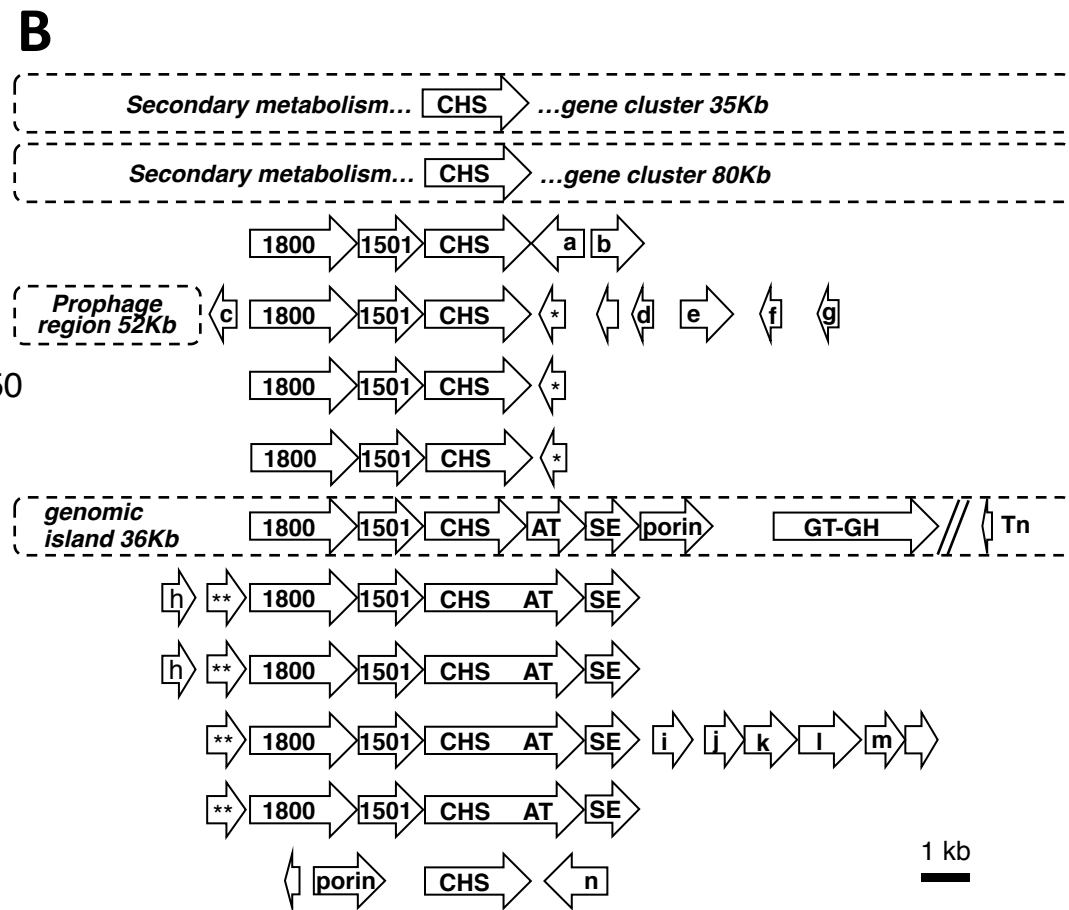 B
Secondary metabolism... CHS ...gene cluster 35Kb
Secondary metabolism... CHS ...gene cluster 80Kb
1800 1501 CHS a b
Prophage region 52Kb c 1800 1501 CHS * d e f g
50
1800 1501 CHS *
1800 1501 CHS *
genomic island 36Kb 1800 1501 CHS AT SE porin GT-GH // Tn
h ** 1800 1501 CHS AT SE
h ** 1800 1501 CHS AT SE
** 1800 1501 CHS AT SE i j k l m
** 1800 1501 CHS AT SE
1 kb
porin CHS n